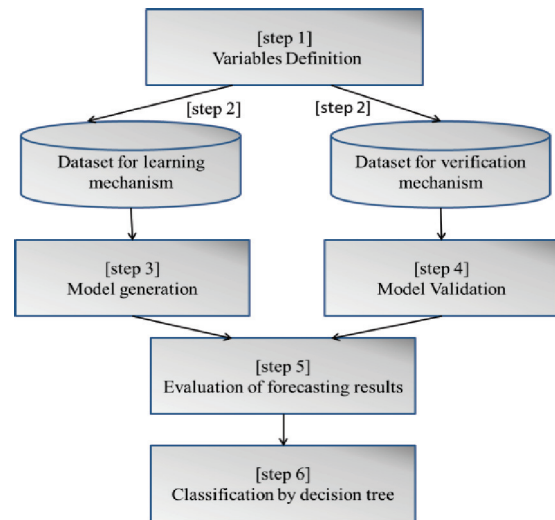 [step 1]
Variables Definition
[step 2]
[step 2]
Dataset for learning
mechanism
Dataset for verification
mechanism
[step 3]
Model generation
[step 4]
Model Validation
[step 5]
Evaluation of forecasting results
[step 6]
Classification by decision tree